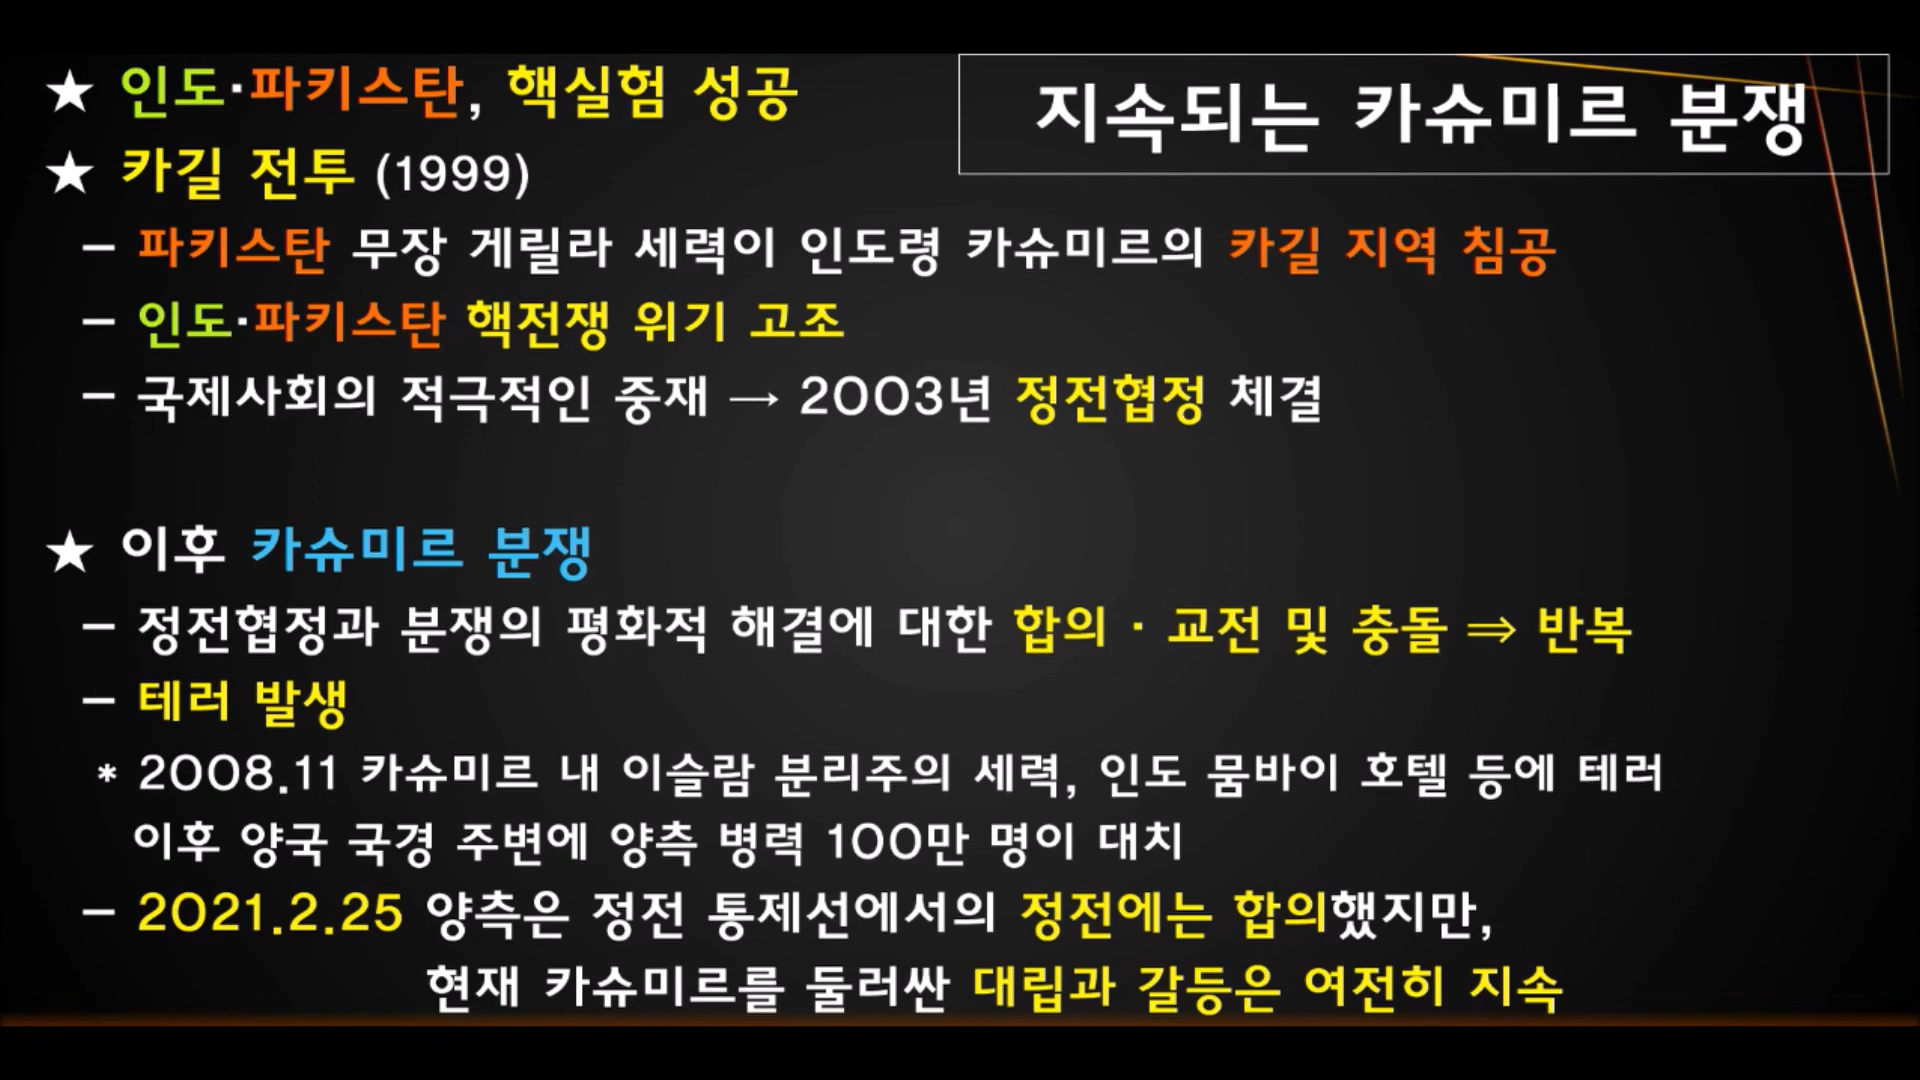 지속되는 카슈미르 분쟁
★ 인도·파키스탄, 핵실험 성공
★ 카길 전투 (1999)
– 파키스탄 무장 게릴라 세력이 인도령 카슈미르의 카길 지역 침공
– 인도·파키스탄 핵전쟁 위기 고조
– 국제사회의 적극적인 중재 → 2003년 정전협정 체결
★ 이후 카슈미르 분쟁
– 정전협정과 분쟁의 평화적 해결에 대한 합의 · 교전 및 충돌 ⇒ 반복
– 테러 발생
* 2008.11 카슈미르 내 이슬람 분리주의 세력, 인도 뭄바이 호텔 등에 테러
이후 양국 국경 주변에 양측 병력 100만 명이 대치
– 2021.2.25 양측은 정전 통제선에서의 정전에는 합의했지만,
현재 카슈미르를 둘러싼 대립과 갈등은 여전히 지속